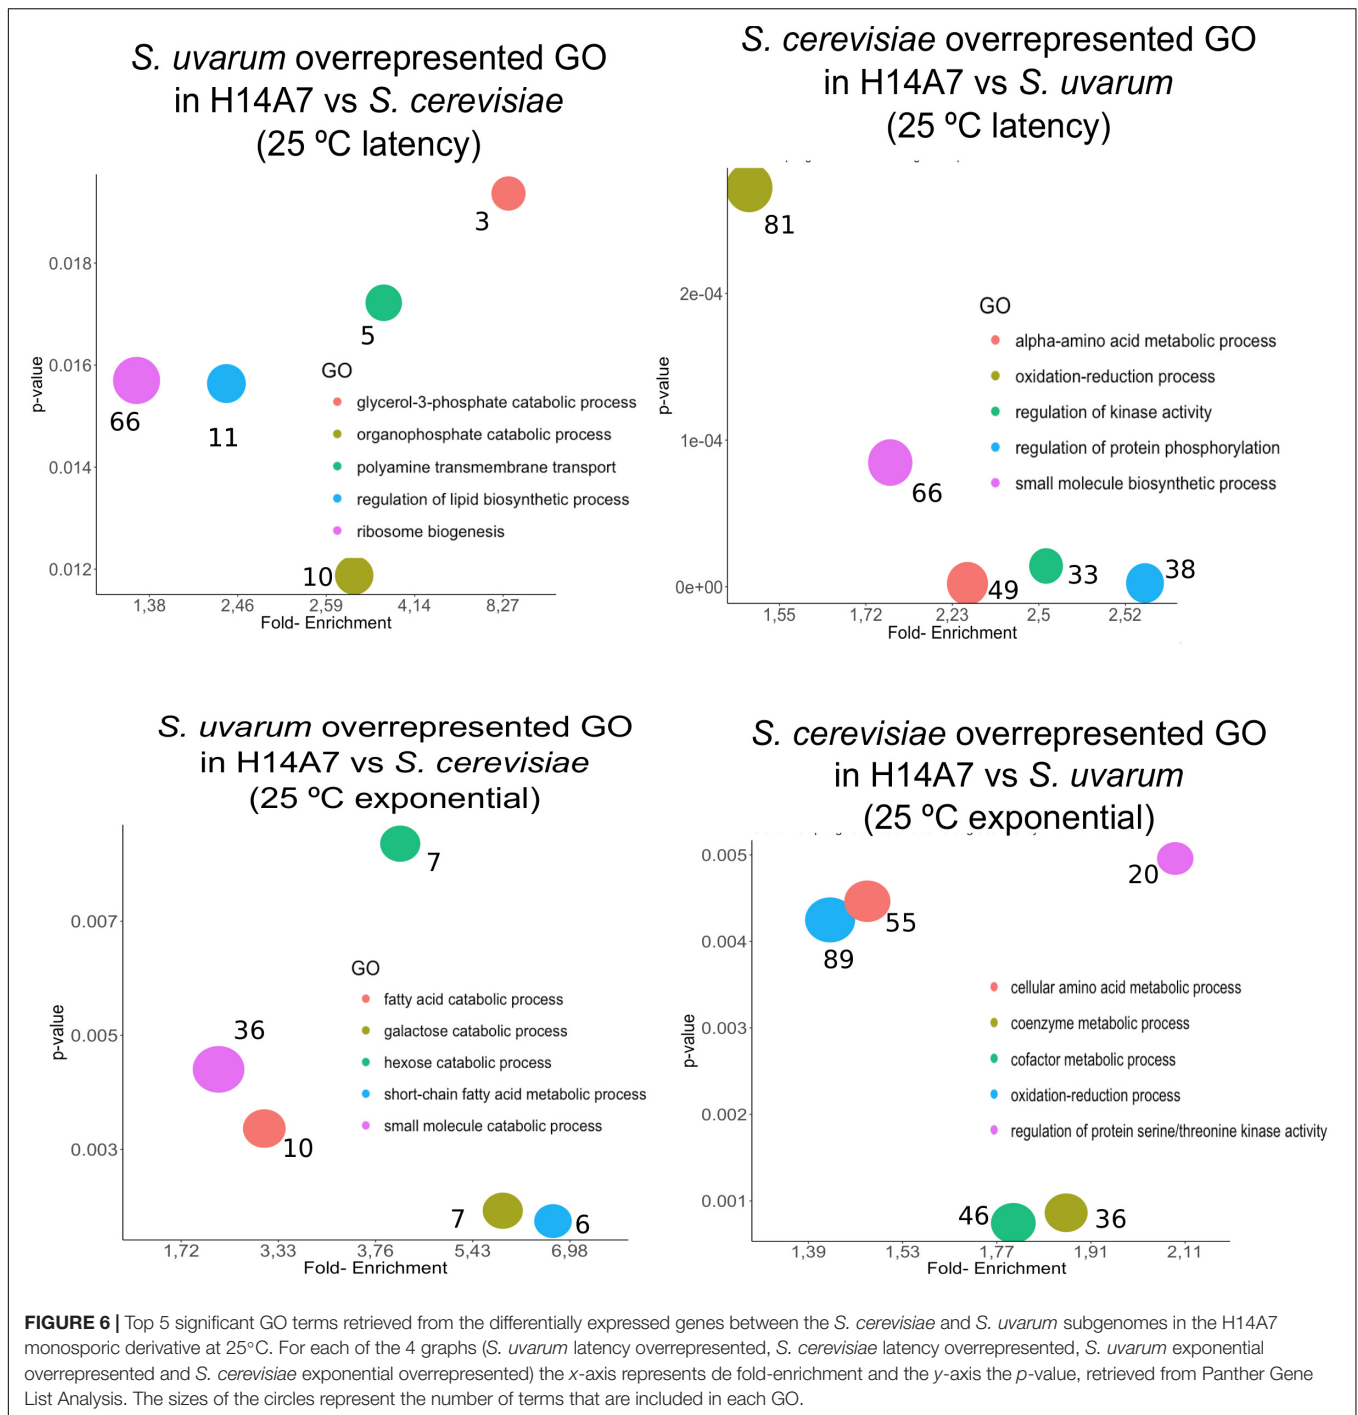 S. uvarum overrepresented GO
in H14A7 vs S. cerevisiae
(25 ºC latency)
p-value
0.018
0.016
0.014
0.012
3
5
66
11
10
GO
glycerol-3-phosphate catabolic process
organophosphate catabolic process
polyamine transmembrane transport
regulation of lipid biosynthetic process
ribosome biogenesis
1,38 2,46 2,59 4,14 8,27
Fold- Enrichment
S. cerevisiae overrepresented GO
in H14A7 vs S. uvarum
(25 ºC latency)
p-value
2e-04
1e-04
0e+00
81
66
49
33
38
GO
alpha-amino acid metabolic process
oxidation-reduction process
regulation of kinase activity
regulation of protein phosphorylation
small molecule biosynthetic process
1,55 1,72 2,23 2,5 2,52
Fold- Enrichment
S. uvarum overrepresented GO
in H14A7 vs S. cerevisiae
(25 ºC exponential)
p-value
0.007
0.005
0.003
7
36
10
7
6
GO
fatty acid catabolic process
galactose catabolic process
hexose catabolic process
short-chain fatty acid metabolic process
small molecule catabolic process
1,72 3,33 3,76 5,43 6,98
Fold- Enrichment
S. cerevisiae overrepresented GO
in H14A7 vs S. uvarum
(25 ºC exponential)
p-value
0.005
0.004
0.003
0.002
0.001
20
55
89
46
36
cellular amino acid metabolic process
coenzyme metabolic process
cofactor metabolic process
oxidation-reduction process
regulation of protein serine/threonine kinase activity
1,39 1,53 1,77 1,91 2,11
Fold- Enrichment
FIGURE 6 | Top 5 significant GO terms retrieved from the differentially expressed genes between the S. cerevisiae and S. uvarum subgenomes in the H14A7
monosporic derivative at 25°C. For each of the 4 graphs (S. uvarum latency overrepresented, S. cerevisiae latency overrepresented, S. uvarum exponential
overrepresented and S. cerevisiae exponential overrepresented) the x-axis represents de fold-enrichment and the y-axis the p-value, retrieved from Panther Gene
List Analysis. The sizes of the circles represent the number of terms that are included in each GO.